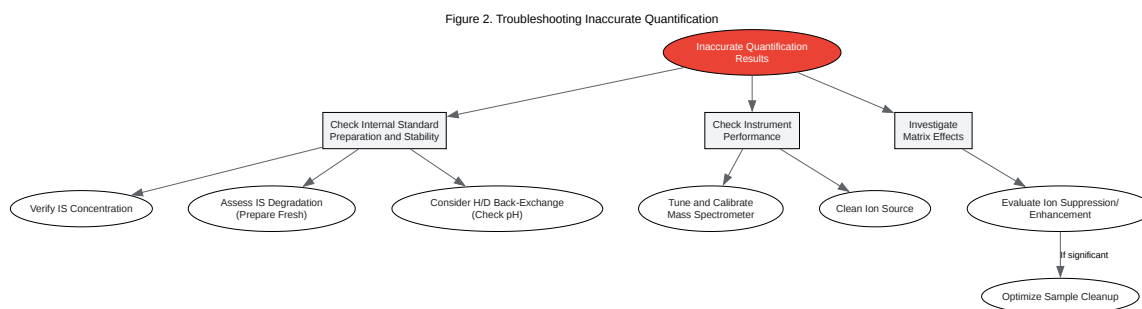 Figure 2. Troubleshooting Inaccurate Quantification
Inaccurate Quantification
Results
Check Internal Standard
Preparation and Stability
Check Instrument
Performance
Investigate
Matrix Effects
Verify IS Concentration
Assess IS Degradation
(Prepare Fresh)
Consider H/D Back-Exchange
(Check pH)
Tune and Calibrate
Mass Spectrometer
Clean Ion Source
Evaluate Ion Suppression/
Enhancement
If significant
Optimize Sample Cleanup